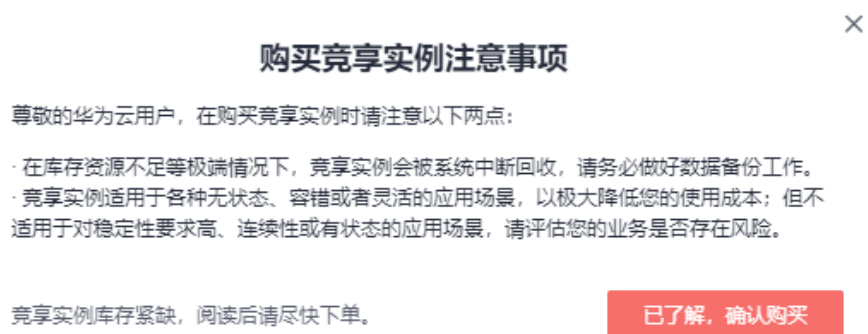 购买竞享实例注意事项
尊敬的华为云用户，在购买竞享实例时请注意以下两点：
· 在库存资源不足等极端情况下，竞享实例会被系统中断回收，请务必做好数据备份工作。
· 竞享实例适用于各种无状态、容错或者灵活的应用场景，以极大降低您的使用成本；但不
适用于对稳定性要求高、连续性或有状态的应用场景，请评估您的业务是否存在风险。
竞享实例库存紧缺，阅读后请尽快下单。
已了解，确认购买